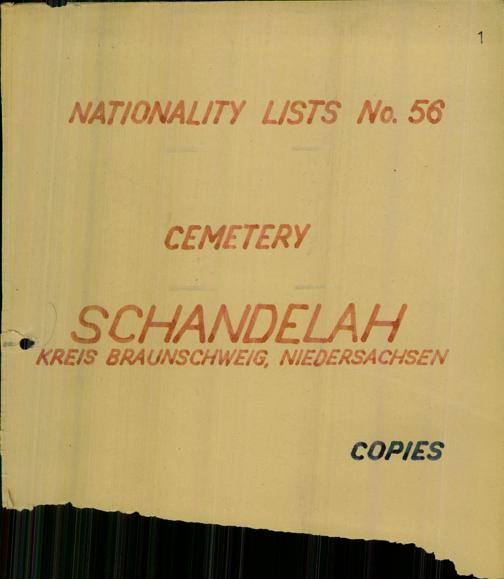 1
NATIONALITY LISTS No. 56
CEMETERY
SCHANDELAH
KREIS BRAUNSCHWEIG, NIEDERSACHSEN
COPIES